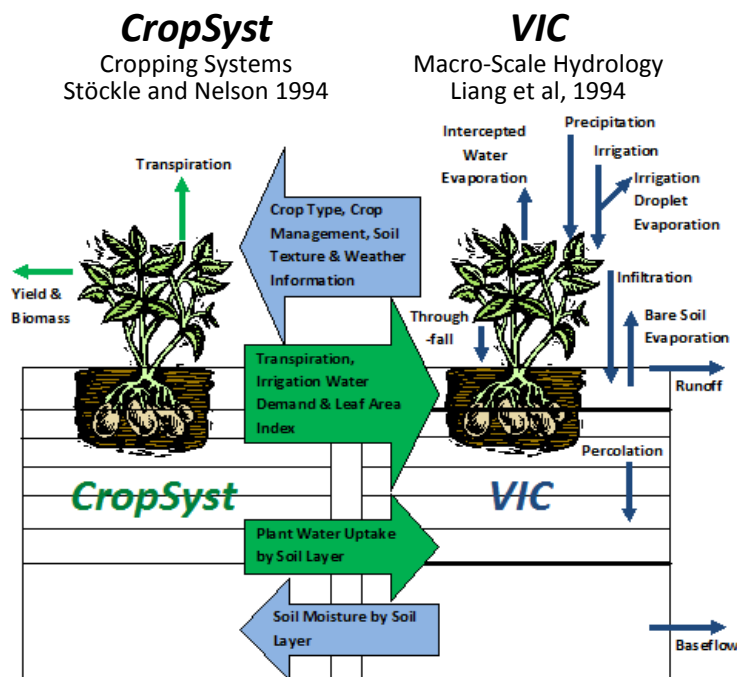 CropSyst
Cropping Systems
Stöckle and Nelson 1994
VIC
Macro-Scale Hydrology
Liang et al, 1994
Transpiration
Yield &
Biomass
Crop Type, Crop
Management, Soil
Texture & Weather
Information
Intercepted
Water
Evaporation
Precipitation
Irrigation
Irrigation
Droplet
Evaporation
Infiltration
Bare Soil
Evaporation
Through
-fall
Runoff
Transpiration,
Irrigation Water
Demand & Leaf Area
Index
Percolation
CropSyst
VIC
Plant Water Uptake
by Soil Layer
Soil Moisture by Soil
Layer
Baseflow